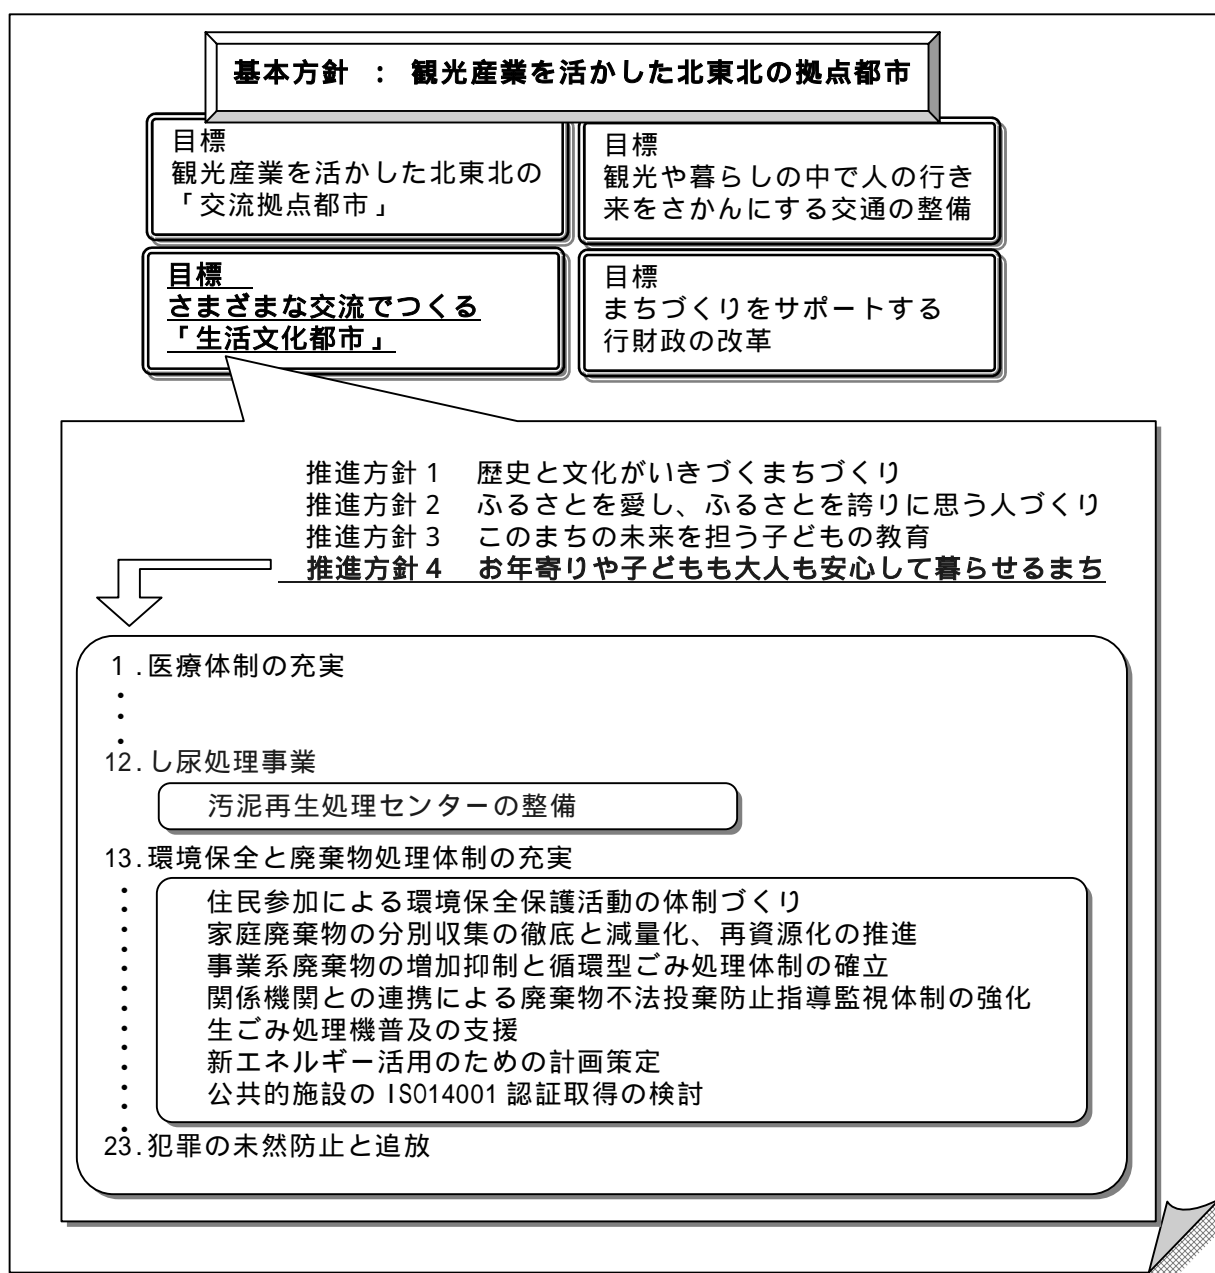 基本方針 ： 観光産業を活かした北東北の拠点都市
目標
観光産業を活かした北東北の
「交流拠点都市」
目標
観光や暮らしの中で人の行き
来をさかんにする交通の整備
目標
さまざまな交流でつくる
「生活文化都市」
目標
まちづくりをサポートする
行財政の改革
推進方針１　歴史と文化がいきづくまちづくり
推進方針２　ふるさとを愛し、ふるさとを誇りに思う人づくり
推進方針３　このまちの未来を担う子どもの教育
推進方針４　お年寄りや子どもも大人も安心して暮らせるまち
1.医療体制の充実
・
・
・
12.し尿処理事業
汚泥再生処理センターの整備
13.環境保全と廃棄物処理体制の充実
住民参加による環境保全保護活動の体制づくり
家庭廃棄物の分別収集の徹底と減量化、再資源化の推進
事業系廃棄物の増加抑制と循環型ごみ処理体制の確立
関係機関との連携による廃棄物不法投棄防止指導監視体制の強化
生ごみ処理機普及の支援
新エネルギー活用のための計画策定
公共的施設の ISO14001 認証取得の検討
23.犯罪の未然防止と追放